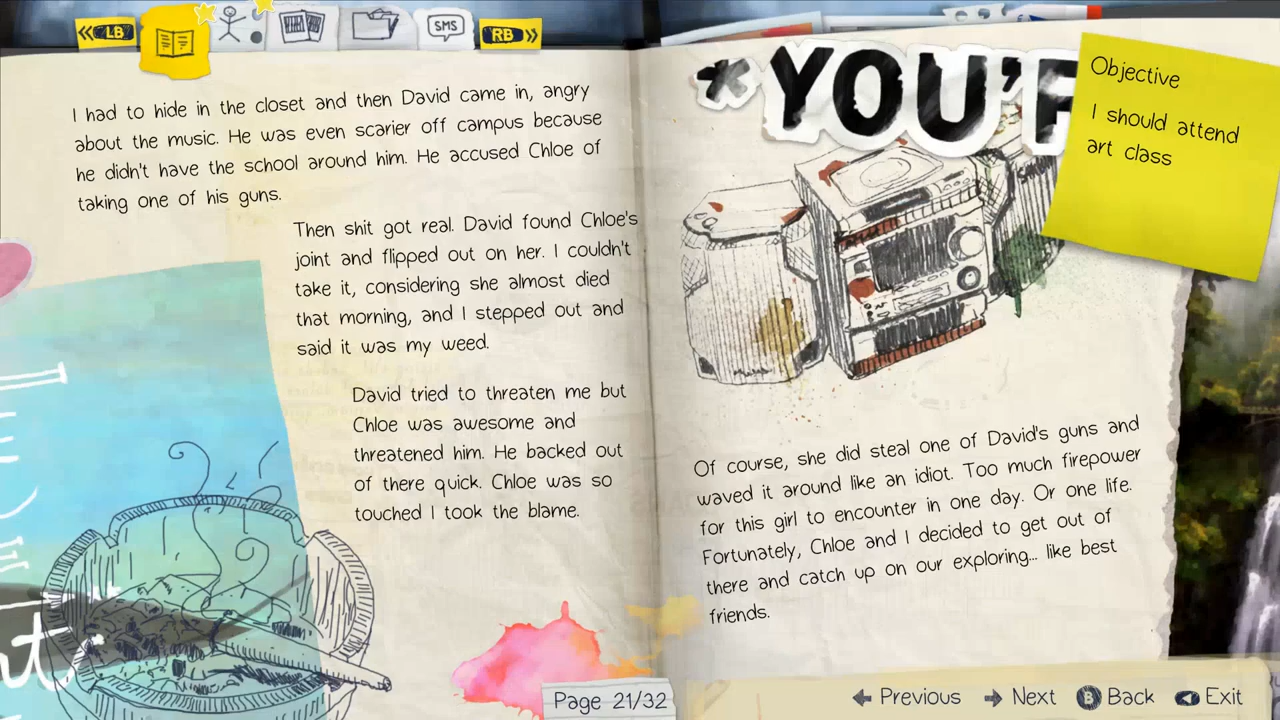 LB
SMS
RB
I had to hide in the closet and then David came in, angry
about the music. He was even scarier off campus because
he didn't have the school around him. He accused Chloe of
taking one of his guns.
Then shit got real. David found Chloe's
joint and flipped out on her. I couldn't
take it, considering she almost died
that morning, and I stepped out and
said it was my weed.
David tried to threaten me but
Chloe was awesome and
threatened him. He backed out
of there quick. Chloe was so
touched I took the blame.
*YOU'R
Objective
I should attend
art class
Of course, she did steal one of David's guns and
waved it around like an idiot. Too much firepower
for this girl to encounter in one day. Or one life.
Fortunately, Chloe and I decided to get out of
there and catch up on our exploring... like best
friends.
Page 21/32
Previous
Next
B Back
Exit